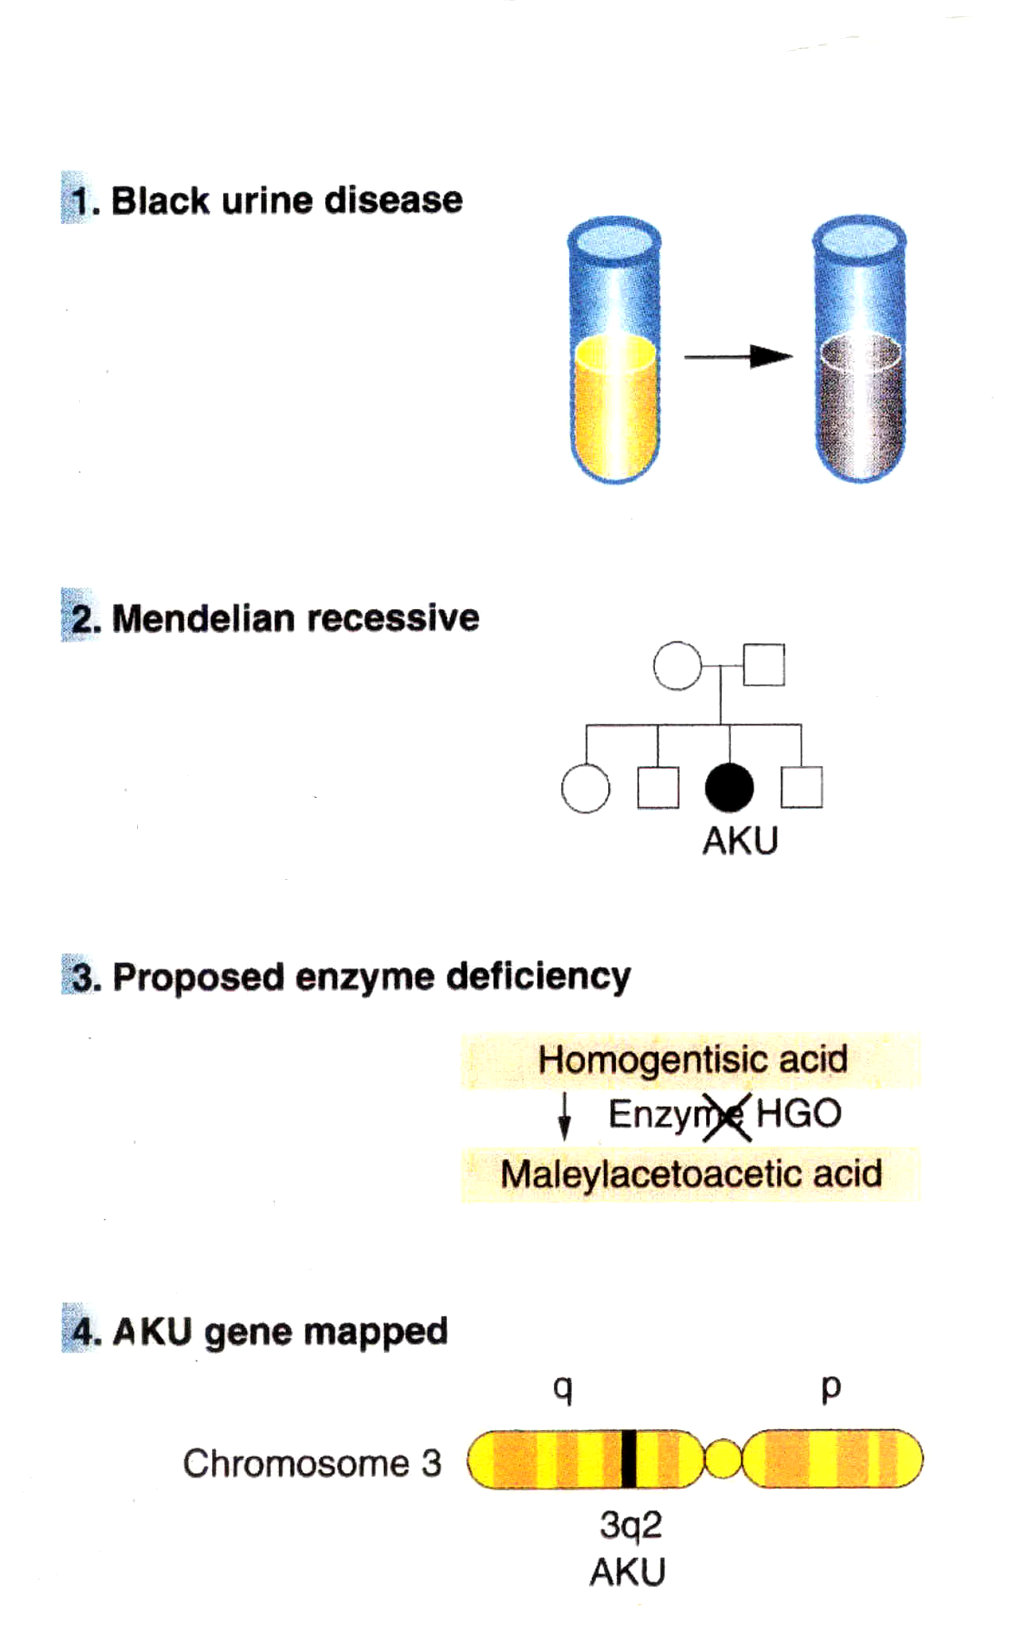 1. Black urine disease
2. Mendelian recessive
AKU
3. Proposed enzyme deficiency
Homogentisic acid
Enzyme HGO
Maleylacetoacetic acid
4. AKU gene mapped
q p
Chromosome 3
3q2
AKU